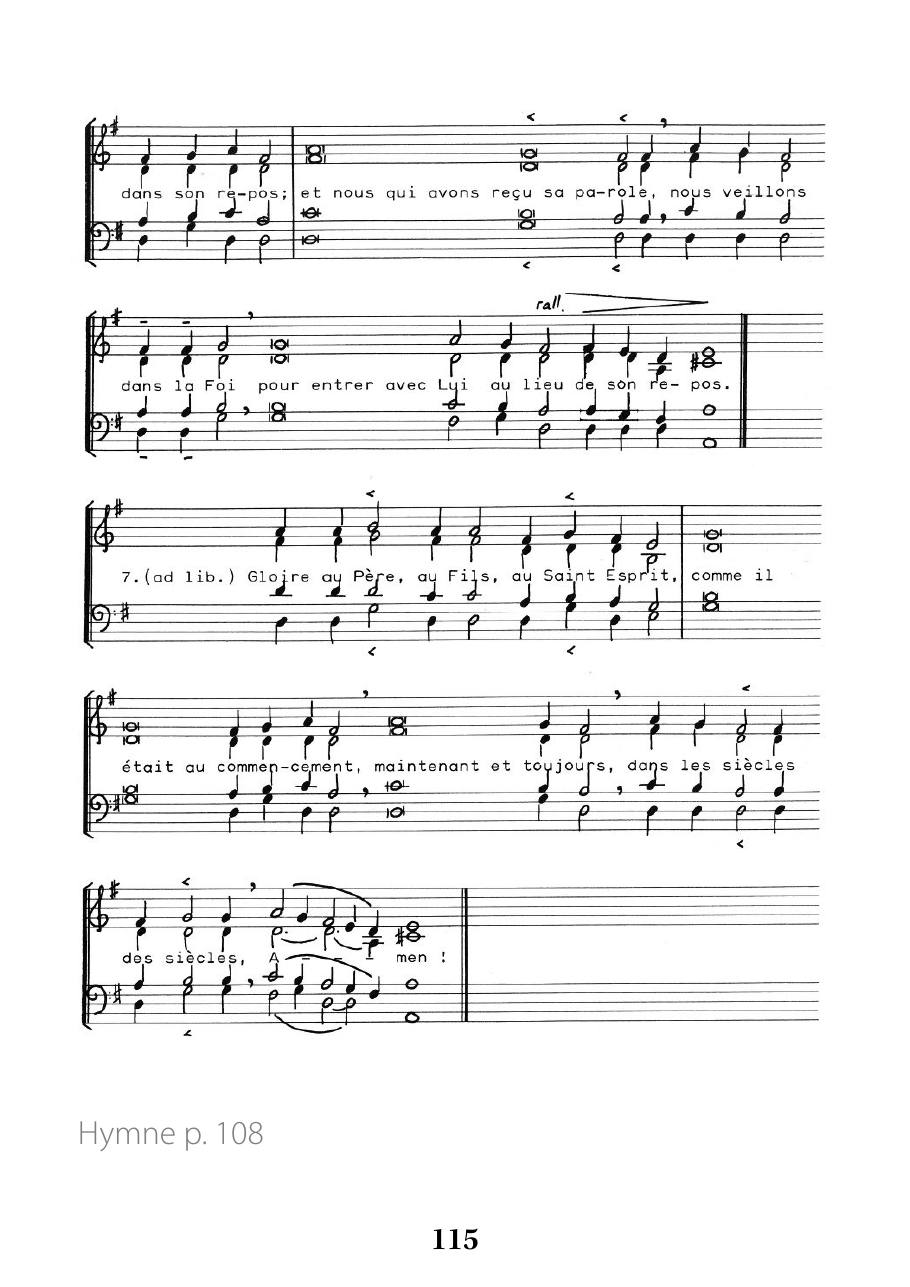 dans son re-pos; et nous qui avons reçu sa pa-role, nous veillons
rall.
dans la Foi pour entrer avec Lui au lieu de son re- pos.
7.(ad lib.) Gloire au Père, au Fils, au Saint Esprit, comme il
était au commen-cement, maintenant et toujours, dans les siècles
des siècles, A - - - men !
Hymne p. 108
115